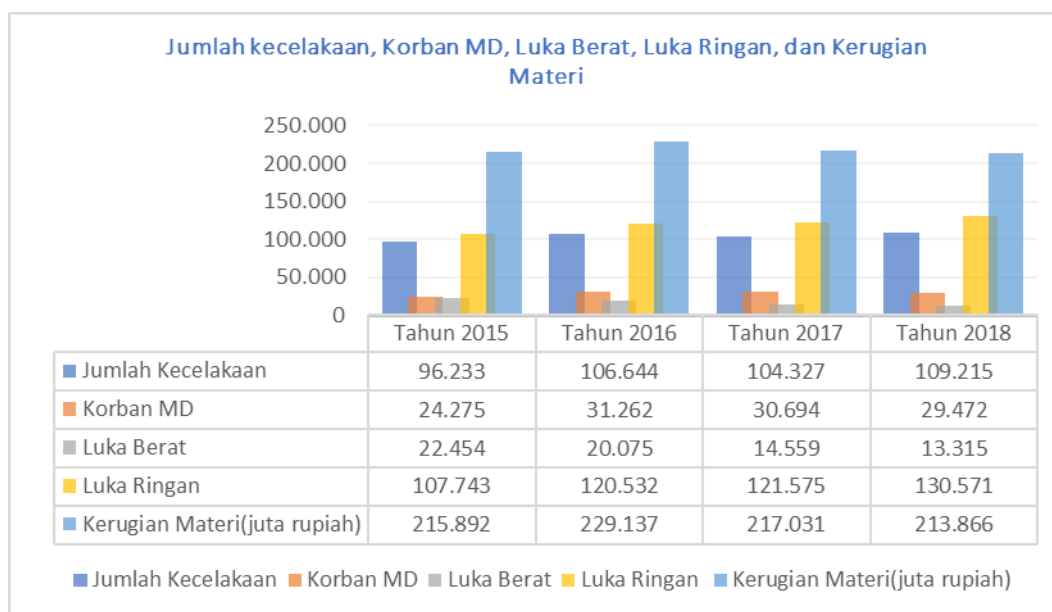 Jumlah kecelakaan, Korban MD, Luka Berat, Luka Ringan, dan Kerugian
Materi
250.000
200.000
150.000
100.000
50.000
0
Tahun 2015 Tahun 2016 Tahun 2017 Tahun 2018
Jumlah Kecelakaan 96.233 106.644 104.327 109.215
Korban MD 24.275 31.262 30.694 29.472
Luka Berat 22.454 20.075 14.559 13.315
Luka Ringan 107.743 120.532 121.575 130.571
Kerugian Materi(juta rupiah) 215.892 229.137 217.031 213.866
Jumlah Kecelakaan Korban MD Luka Berat Luka Ringan Kerugian Materi(juta rupiah)